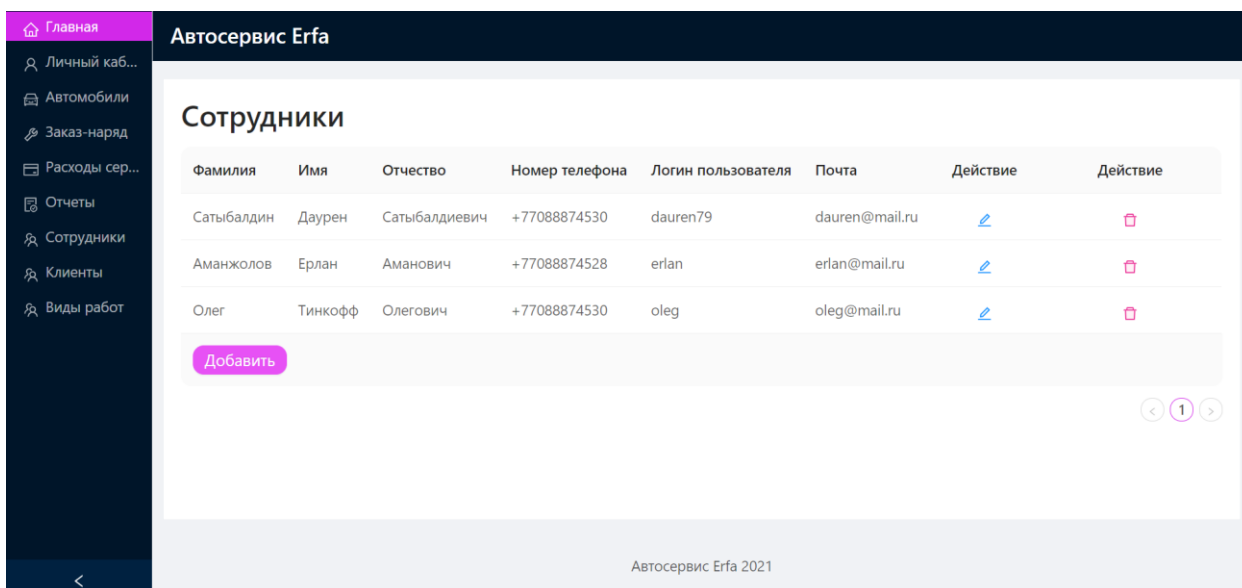 Главная
Личный каб...
Автомобили
Заказ-наряд
Расходы сер...
Отчеты
Сотрудники
Клиенты
Виды работ
Автосервис Erfa
Сотрудники
Фамилия Имя Отчество Номер телефона Логин пользователя Почта Действие Действие
Сатыбалдин Даурен Сатыбалдиевич +77088874530 dauren79 dauren@mail.ru
Аманжолов Ерлан Аманович +77088874528 erlan erlan@mail.ru
Олег Тинкофф Олегович +77088874530 oleg oleg@mail.ru
Добавить
< 1 >
Автосервис Erfa 2021
<